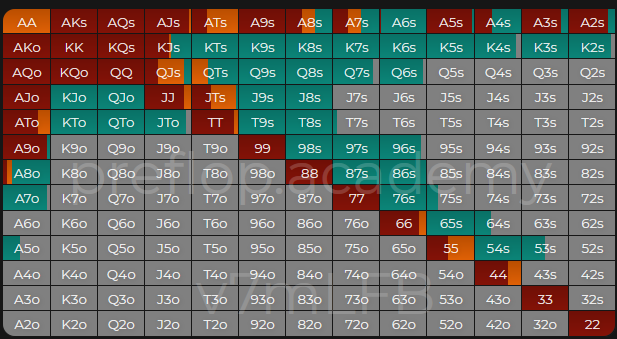 AA AKs AQs AJs ATs A9s A8s A7s A6s A5s A4s A3s A2s
AKo KK KQs KJs KTs K9s K8s K7s K6s K5s K4s K3s K2s
AQo KQo QQ QJs QTs Q9s Q8s Q7s Q6s Q5s Q4s Q3s Q2s
AJo KJo QJo JJ JTs J9s J8s J7s J6s J5s J4s J3s J2s
ATo KTo QTo JTo TT T9s T8s T7s T6s T5s T4s T3s T2s
A9o K9o Q9o J9o T9o 99 98s 97s 96s 95s 94s 93s 92s
A8o K8o Q8o J8o T8o 98o 88 87s 86s 85s 84s 83s 82s
preflop.academy
A7o K7o Q7o J7o T7o 97o 87o 77 76s 75s 74s 73s 72s
A6o K6o Q6o J6o T6o 96o 86o 76o 66 65s 64s 63s 62s
A5o K5o Q5o J5o T5o 95o 85o 75o 65o 55 54s 53s 52s
A4o K4o Q4o J4o T4o 94o 84o 74o 64o 54o 44 43s 42s
v7mLFB
A3o K3o Q3o J3o T3o 93o 83o 73o 63o 53o 43o 33 32s
A2o K2o Q2o J2o T2o 92o 82o 72o 62o 52o 42o 32o 22